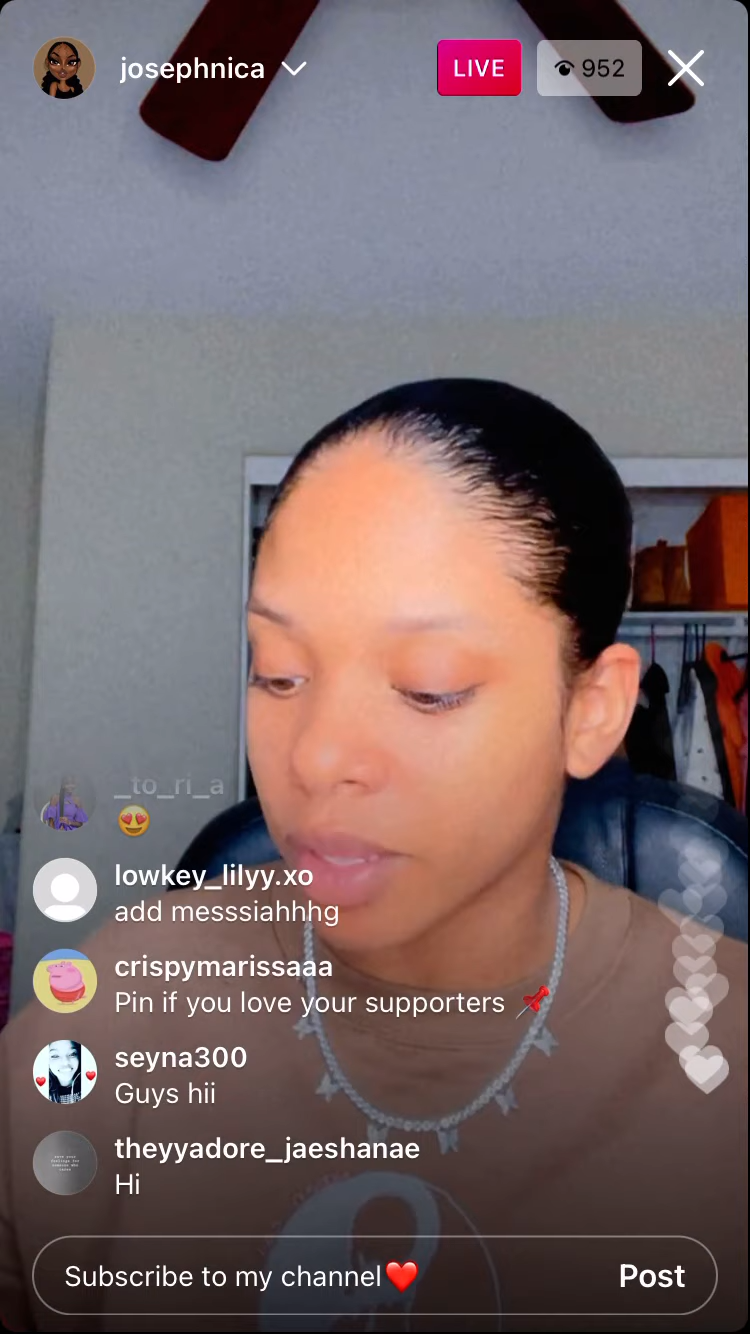 josephnica
LIVE
952
_to_ri_a
😍
lowkey_lilyy.xo
add messsiahhhg
crispymarissaaa
Pin if you love your supporters 📌
seyna300
Guys hii
theyyadore_jaeshanae
Hi
Subscribe to my channel❤️
Post